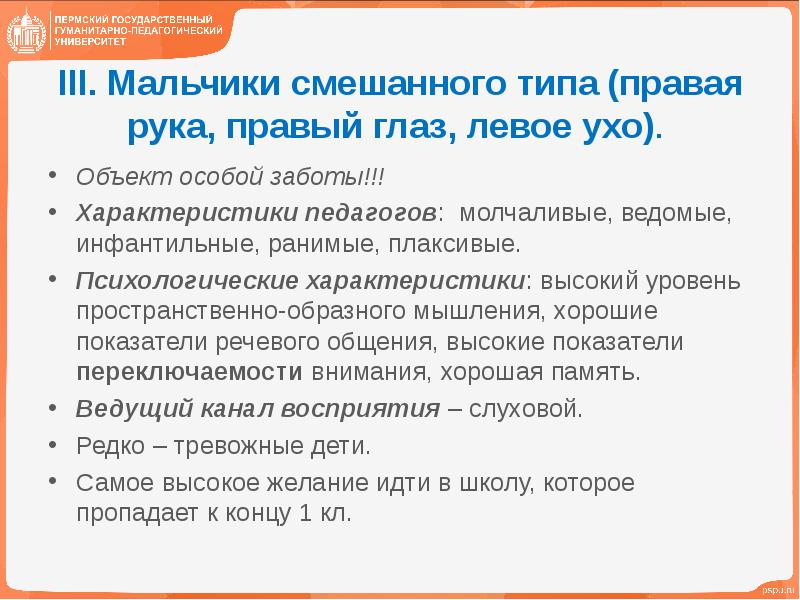 ПЕРМСКИЙ ГОСУДАРСТВЕННЫЙ
ГУМАНИТАРНО-ПЕДАГОГИЧЕСКИЙ
УНИВЕРСИТЕТ
III. Мальчики смешанного типа (правая
рука, правый глаз, левое ухо).
• Объект особой заботы!!!
• Характеристики педагогов:  молчаливые, ведомые,
инфантильные, ранимые, плаксивые.
• Психологические характеристики: высокий уровень
пространственно-образного мышления, хорошие
показатели речевого общения, высокие показатели
переключаемости внимания, хорошая память.
• Ведущий канал восприятия – слуховой.
• Редко – тревожные дети.
• Самое высокое желание идти в школу, которое
пропадает к концу 1 кл.
pspu.ru